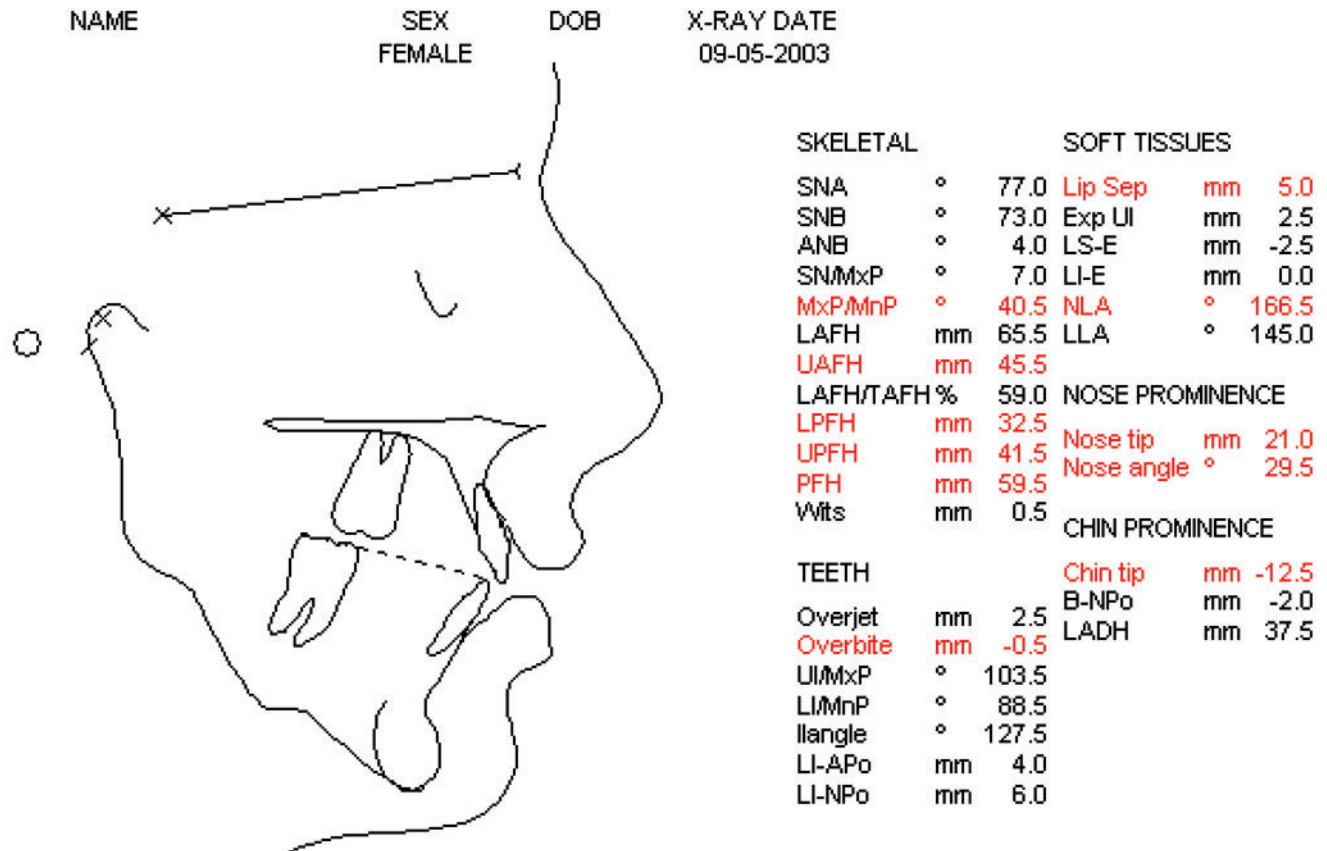 NAME SEX DOB X-RAY DATE
FEMALE 09-05-2003
SKELETAL
SNA ° 77.0
SNB ° 73.0
ANB ° 4.0
SN/MxP ° 7.0
MxP/MnP ° 40.5
LAFH mm 65.5
UAFH mm 45.5
LAFH/TAFH % 59.0
LPFH mm 32.5
UPFH mm 41.5
PFH mm 59.5
Wits mm 0.5
TEETH
Overjet mm 2.5
Overbite mm -0.5
UI/MxP ° 103.5
LI/MnP ° 88.5
IIangle ° 127.5
LI-APo mm 4.0
LI-NPo mm 6.0
SOFT TISSUES
Lip Sep mm 5.0
Exp UI mm 2.5
LS-E mm -2.5
LI-E mm 0.0
NLA ° 166.5
LLA ° 145.0
NOSE PROMINENCE
Nose tip mm 21.0
Nose angle ° 29.5
CHIN PROMINENCE
Chin tip mm -12.5
B-NPo mm -2.0
LADH mm 37.5